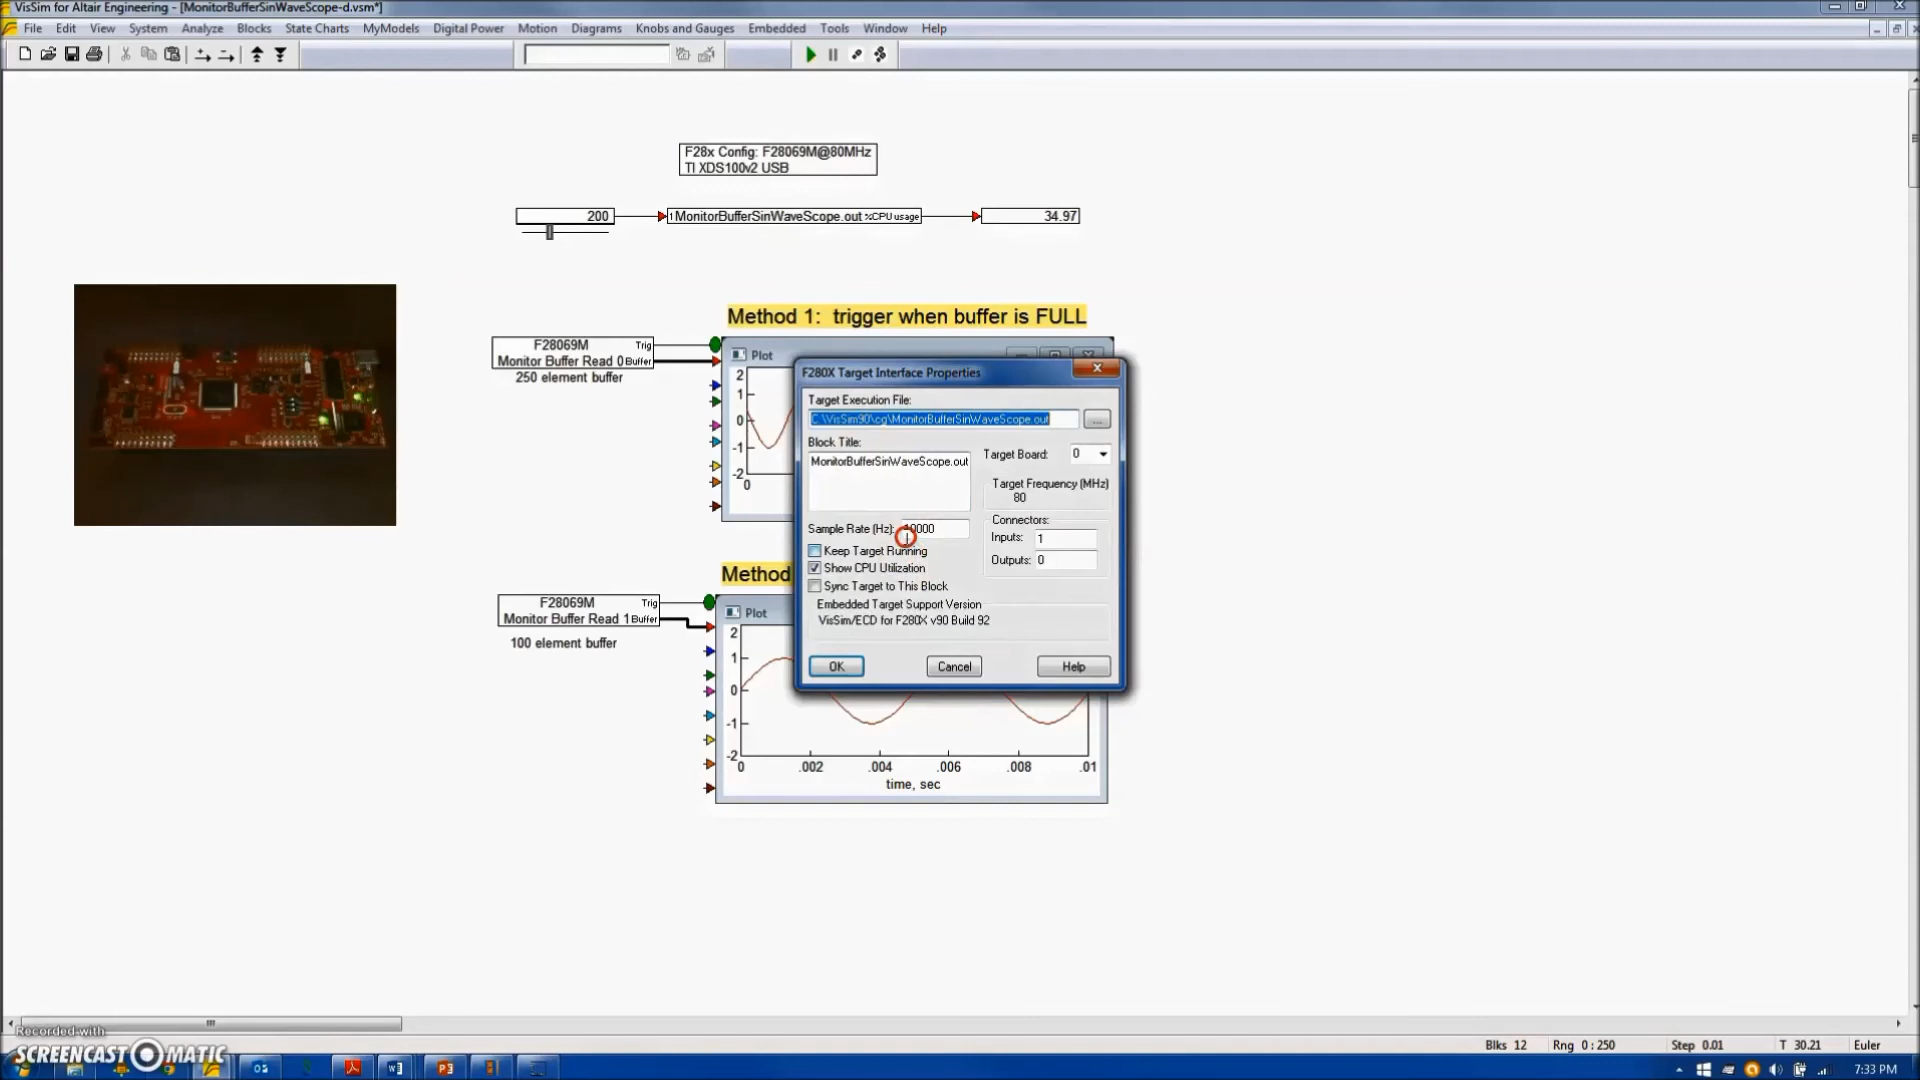 VisSim for Altair Engineering - [MonitorBufferSinWaveScope-d.vsm*]
File Edit View System Analyze Blocks State Charts MyModels Digital Power Motion Diagrams Knobs and Gauges Embedded Tools Window Help
F28x Config: F28069M@80MHz
TI XDS100v2 USB
200
1 MonitorBufferSinWaveScope.out %CPU usage
34.97
Method 1: trigger when buffer is FULL
F28069M Trig
Monitor Buffer Read 0 Buffer
250 element buffer
Plot
2
1
0
-1
-2
0
F280X Target Interface Properties
Target Execution File:
C:\VisSim90\cg\MonitorBufferSinWaveScope.out
...
Block Title:
MonitorBufferSinWaveScope.out
Target Board: 0
Target Frequency (MHz)
80
Sample Rate (Hz):
Connectors:
Inputs: 1
Outputs: 0
Keep Target Running
Show CPU Utilization
Sync Target to This Block
Embedded Target Support Version
VisSim/ECD for F280X v90 Build 92
OK Cancel Help
Method
F28069M Trig
Monitor Buffer Read 1 Buffer
100 element buffer
Plot
2
1
0
-1
-2
0 .002 .004 .006 .008 .01
time, sec
Recorded with
SCREENCAST-O-MATIC
Blks 12 Rng 0:250 Step 0.01 T 30.21 Euler
7:33 PM